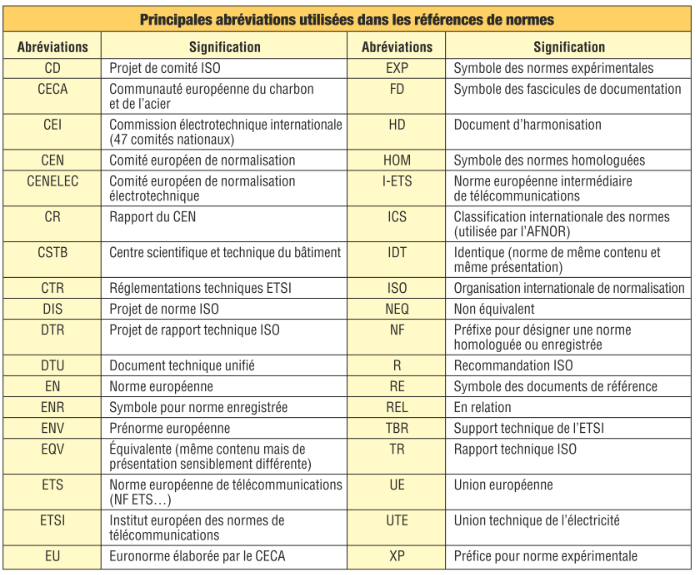 Principales abréviations utilisées dans les références de normes
Abréviations Signification Abréviations Signification
CD Projet de comité ISO EXP Symbole des normes expérimentales
CECA Communauté européenne du charbon FD Symbole des fascicules de documentation
et de l'acier
CEI Commission électrotechnique internationale HD Document d'harmonisation
(47 comités nationaux)
CEN Comité européen de normalisation HOM Symbole des normes homologuées
CENELEC Comité européen de normalisation I-ETS Norme européenne intermédiaire
électrotechnique de télécommunications
CR Rapport du CEN ICS Classification internationale des normes
(utilisée par l'AFNOR)
CSTB Centre scientifique et technique du bâtiment IDT Identique (norme de même contenu et
même présentation)
CTR Réglementations techniques ETSI ISO Organisation internationale de normalisation
DIS Projet de norme ISO NEQ Non équivalent
DTR Projet de rapport technique ISO NF Préfixe pour désigner une norme
homologuée ou enregistrée
DTU Document technique unifié R Recommandation ISO
EN Norme européenne RE Symbole des documents de référence
ENR Symbole pour norme enregistrée REL En relation
ENV Prénorme européenne TBR Support technique de l'ETSI
EQV Équivalente (même contenu mais de TR Rapport technique ISO
présentation sensiblement différente)
ETS Norme européenne de télécommunications UE Union européenne
(NF ETS...)
ETSI Institut européen des normes de UTE Union technique de l'électricité
télécommunications
EU Euronorme élaborée par le CECA XP Préfice pour norme expérimentale